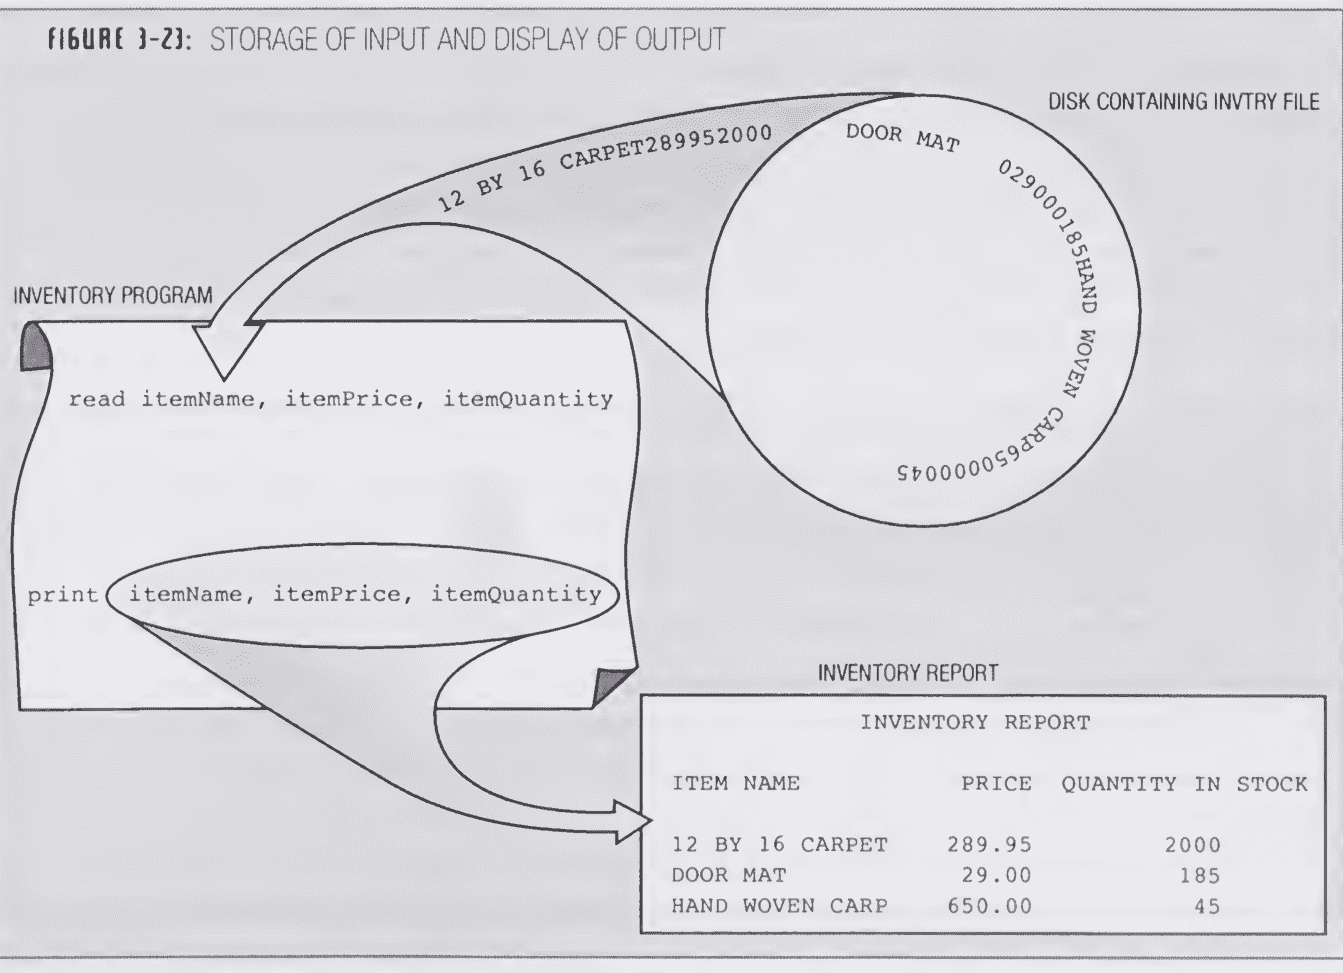 FIGURE 3-23: STORAGE OF INPUT AND DISPLAY OF OUTPUT
DISK CONTAINING INVTRY FILE
12 BY 16 CARPET289952000
DOOR MAT 029000185HAND WOVEN CARP650000045
INVENTORY PROGRAM
read itemName, itemPrice, itemQuantity
print itemName, itemPrice, itemQuantity
INVENTORY REPORT
INVENTORY REPORT
ITEM NAME PRICE QUANTITY IN STOCK
12 BY 16 CARPET 289.95 2000
DOOR MAT 29.00 185
HAND WOVEN CARP 650.00 45